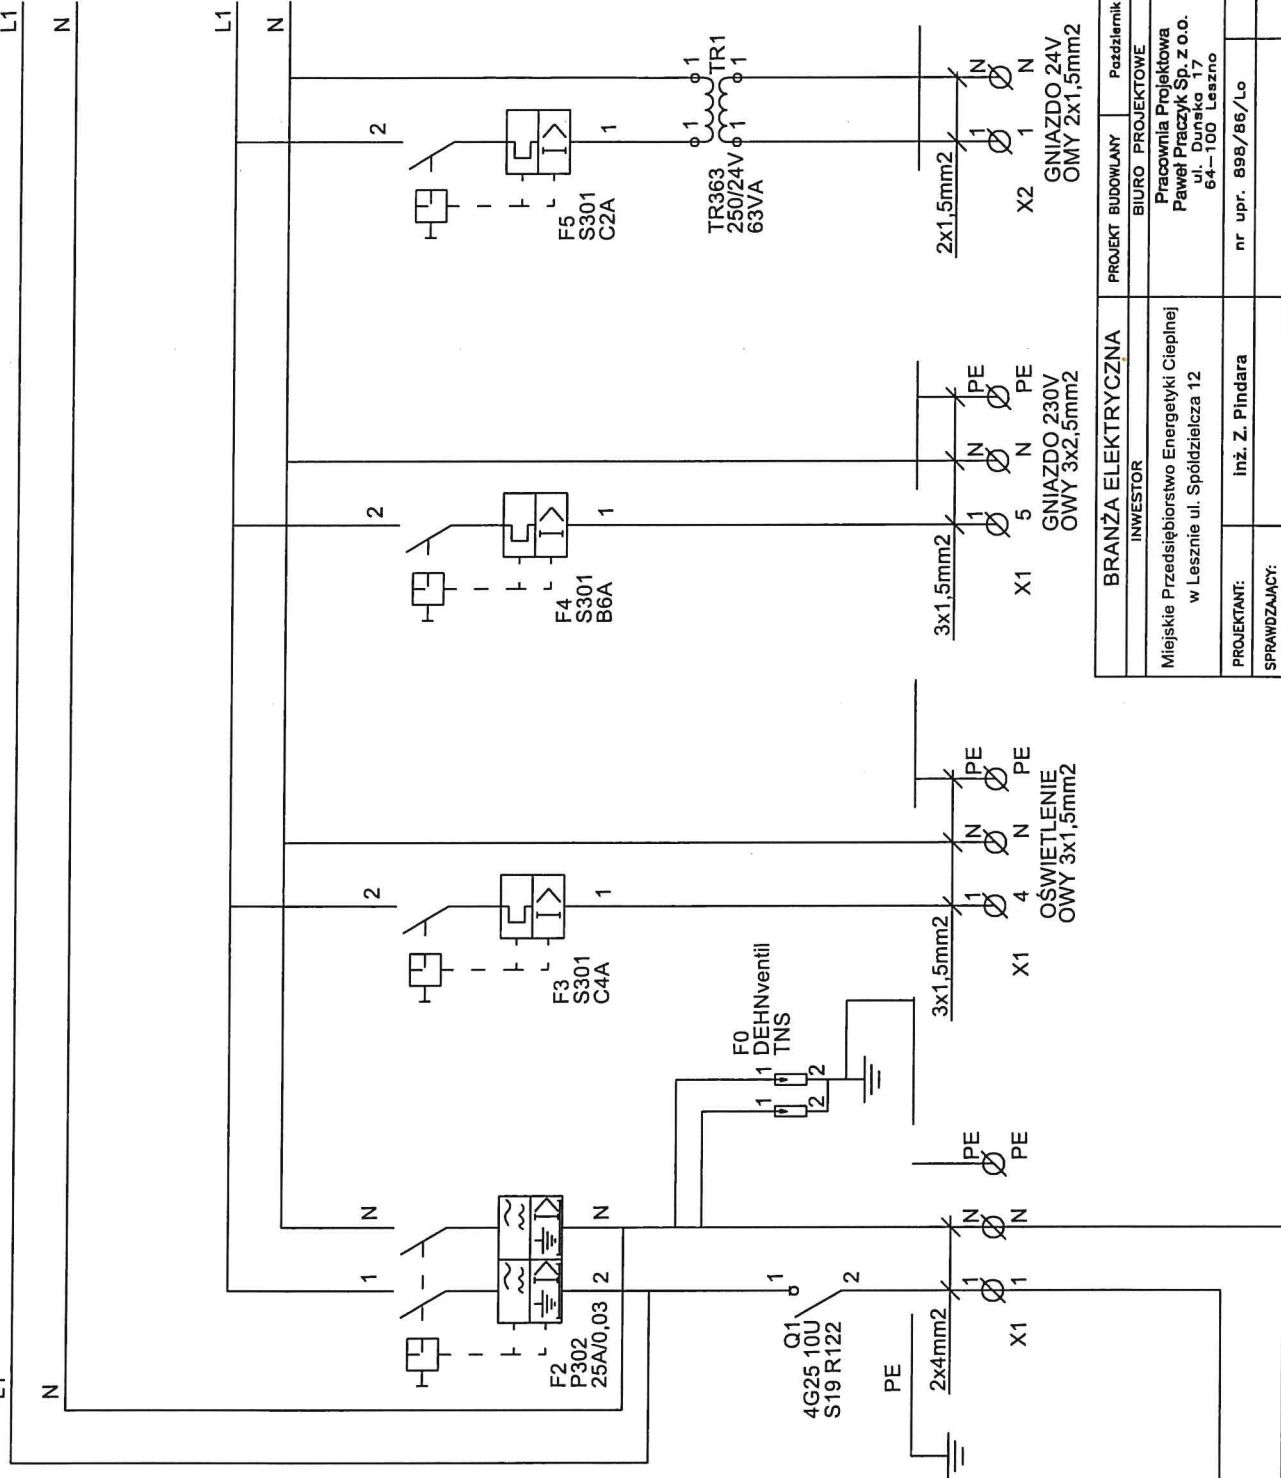 L1
L1
N
N
L1
N
1
N
2
2
2
F2
P302
25A/0,03
2
N
F3
S301
C4A
1
F4
S301
B6A
1
F5
S301
C2A
1
Q1
4G25 10U
S19 R122
1
2
F0
DEHNventil
TNS
1
1
2
2
TR363
250/24V
63VA
1
1
TR1
1
1
PE
2x4mm2
1
N
PE
X1
1
N
PE
3x1,5mm2
1
N
PE
X1
4
N
PE
OŚWIETLENIE
OWY 3x1,5mm2
3x1,5mm2
1
N
PE
X1
5
N
PE
GNIAZDO 230V
OWY 3x2,5mm2
2x1,5mm2
1
N
X2
1
N
GNIAZDO 24V
OMY 2x1,5mm2
BRANŻA ELEKTRYCZNA
PROJEKT BUDOWLANY
Październik
INWESTOR
BIURO PROJEKTOWE
Miejskie Przedsiębiorstwo Energetyki Cieplnej
w Lesznie ul. Spółdzielcza 12
Pracownia Projektowa
Paweł Praczyk Sp. z o.o.
ul. Duńska 17
64-100 Leszno
PROJEKTANT:
inż. Z. Pindara
nr upr. 898/86/Lo
SPRAWDZAJĄCY: